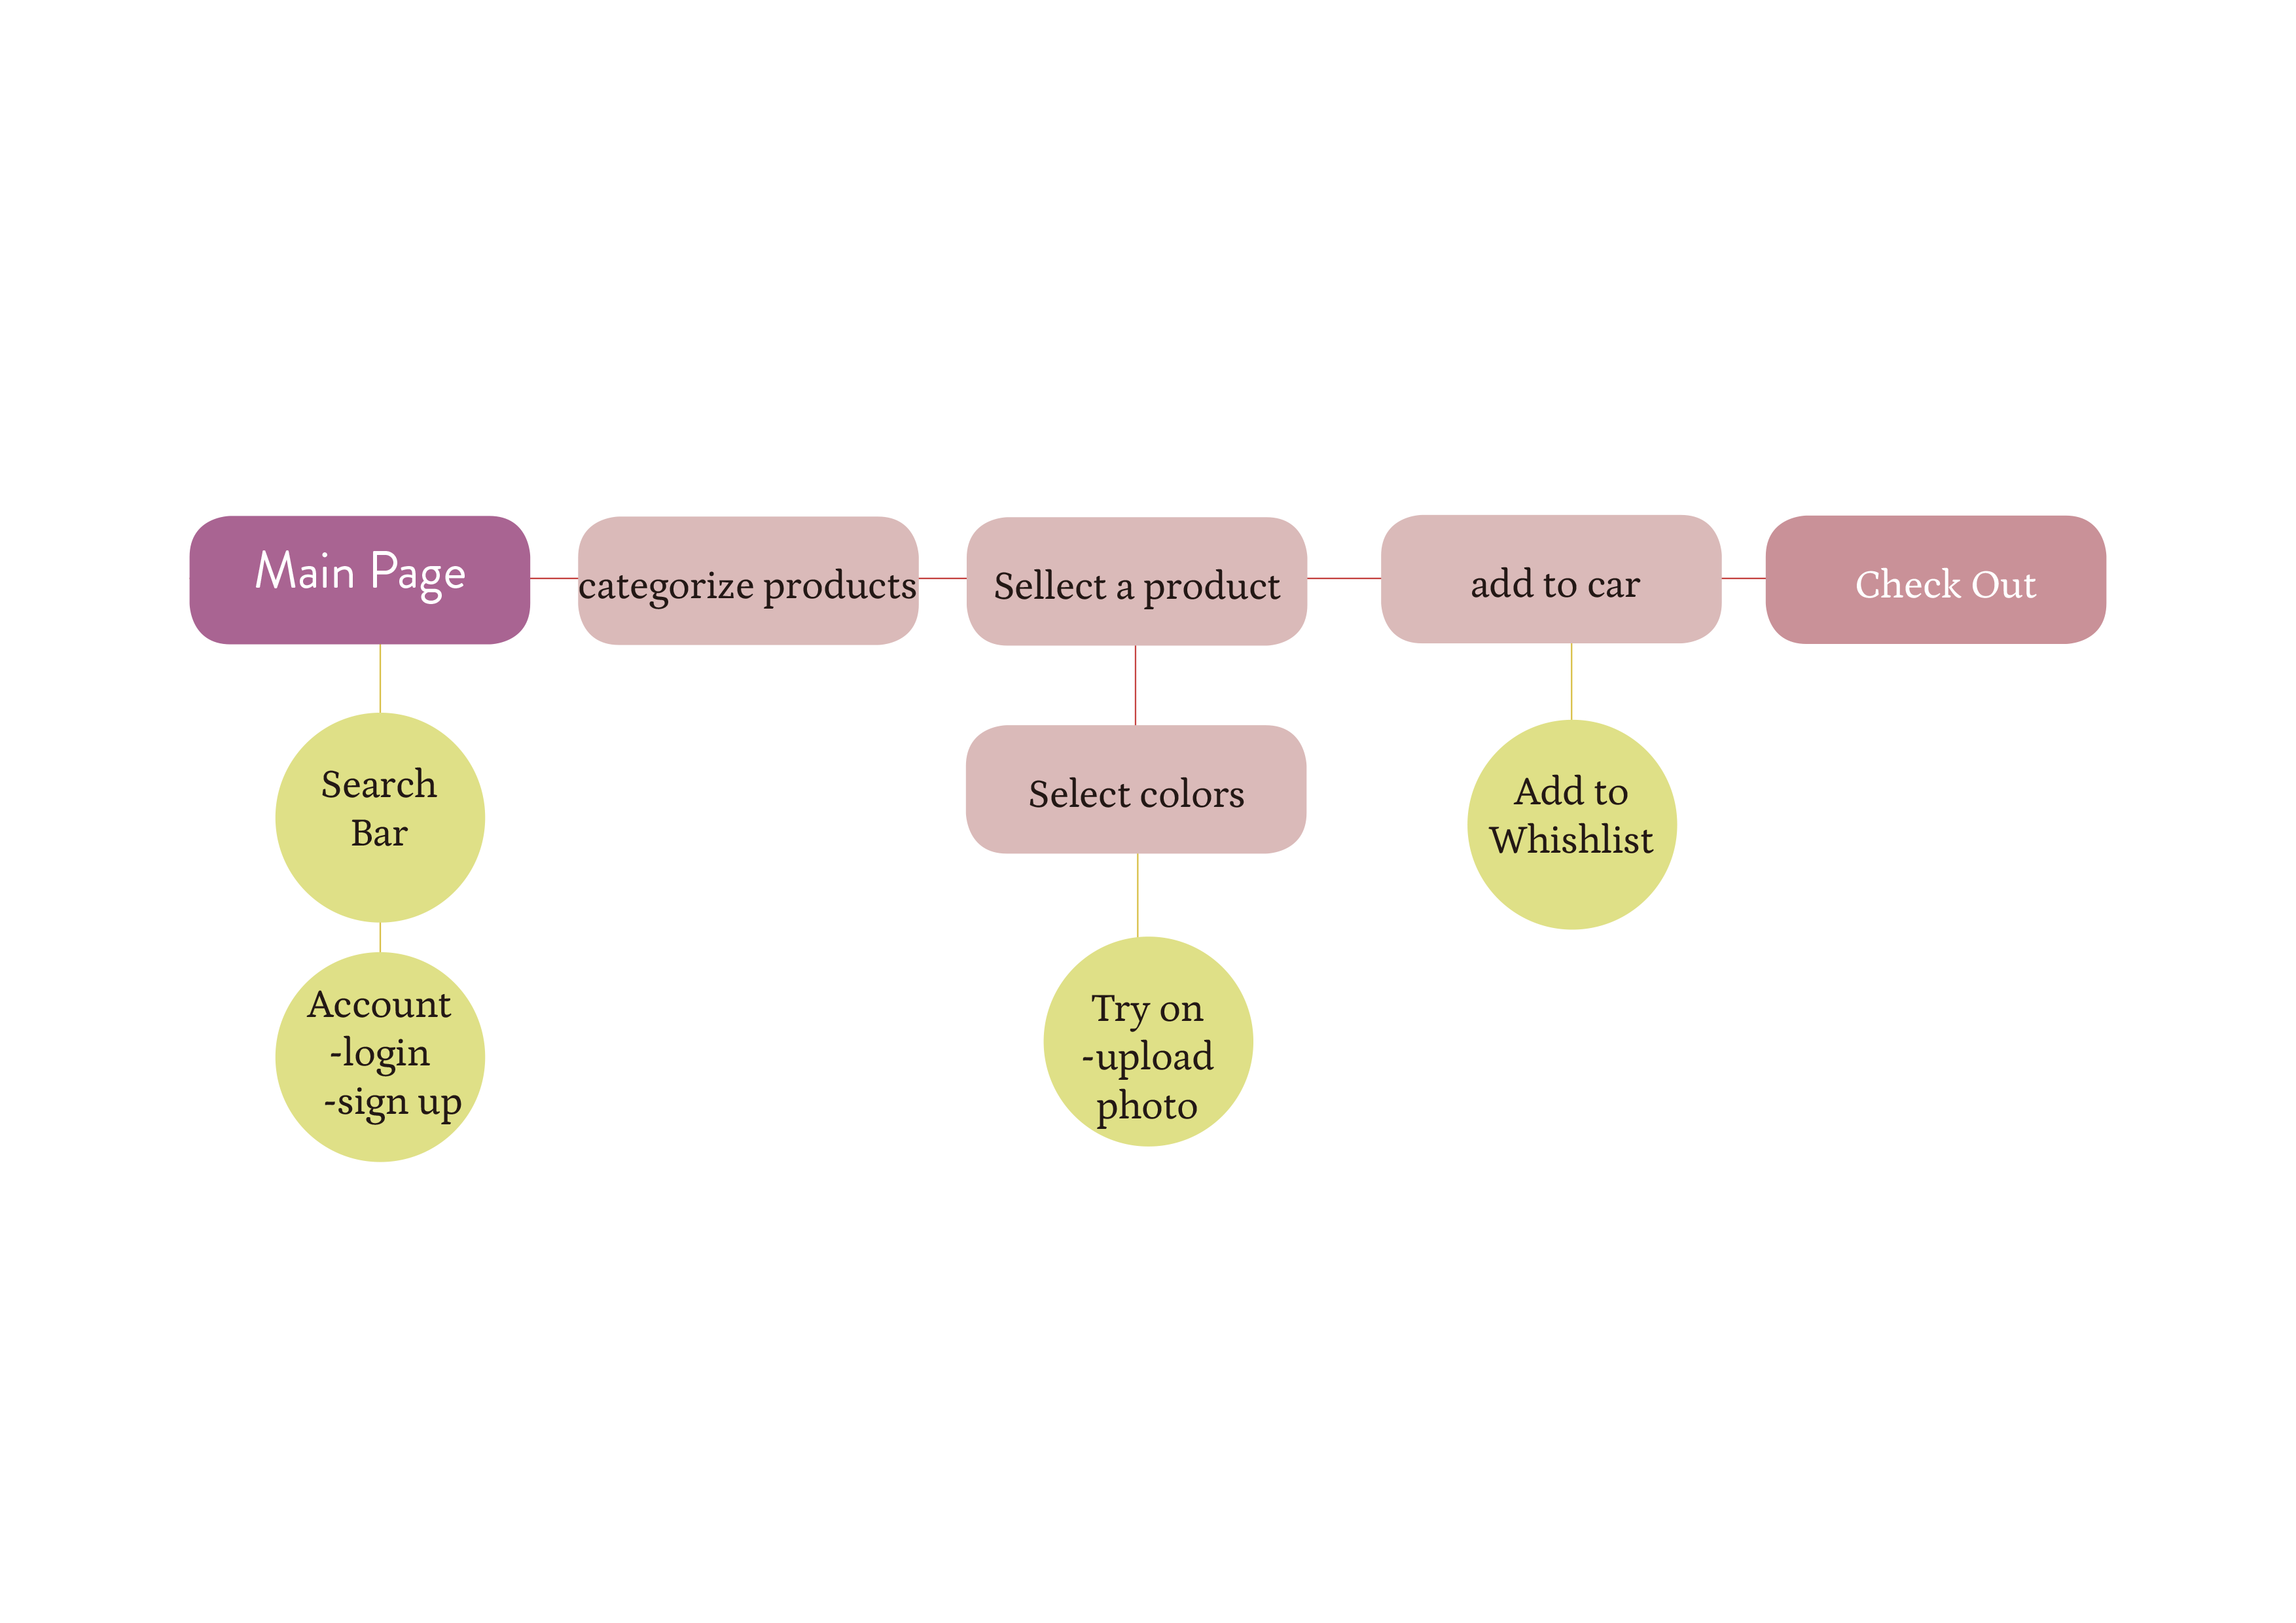 Main Page
categorize products
Sellect a product
add to car
Check Out
Search
Bar
Account
-login
-sign up
Select colors
Try on
-upload
photo
Add to
Whishlist